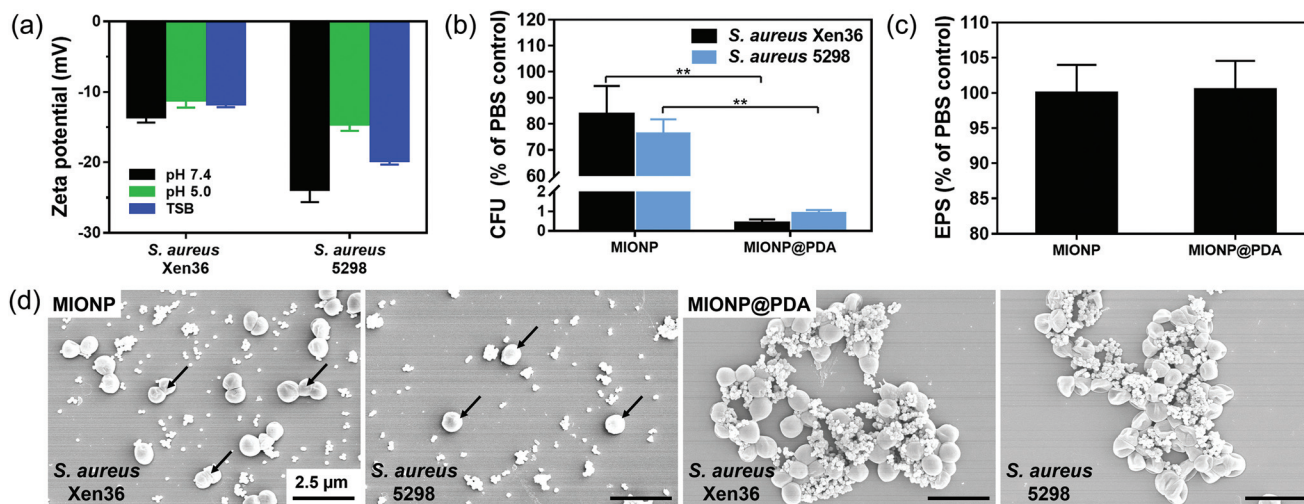 (a)
Zeta potential (mV)
0
-10
-20
-30
pH 7.4
pH 5.0
TSB
S. aureus
Xen36
S. aureus
5298
(b)
CFU (% of PBS control)
120
110
100
90
80
70
60
2
1
0
S. aureus Xen36
S. aureus 5298
**
**
MIONP
MIONP@PDA
(c)
EPS (% of PBS control)
110
105
100
95
90
85
80
MIONP
MIONP@PDA
(d)
MIONP
S. aureus
Xen36
2.5 µm
S. aureus
5298
MIONP@PDA
S. aureus
Xen36
S. aureus
5298